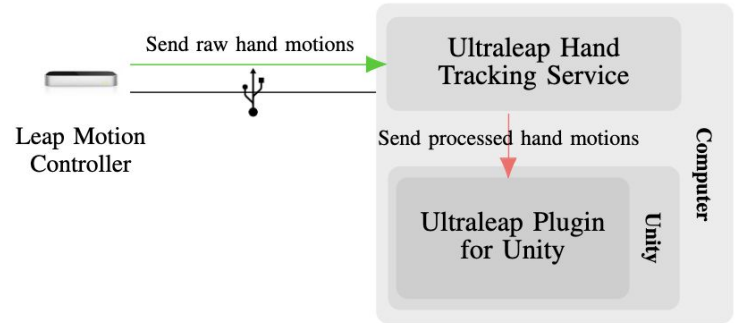 Send raw hand motions
Leap Motion
Controller
Ultraleap Hand
Tracking Service
Send processed hand motions
Ultraleap Plugin
for Unity
Unity
Computer